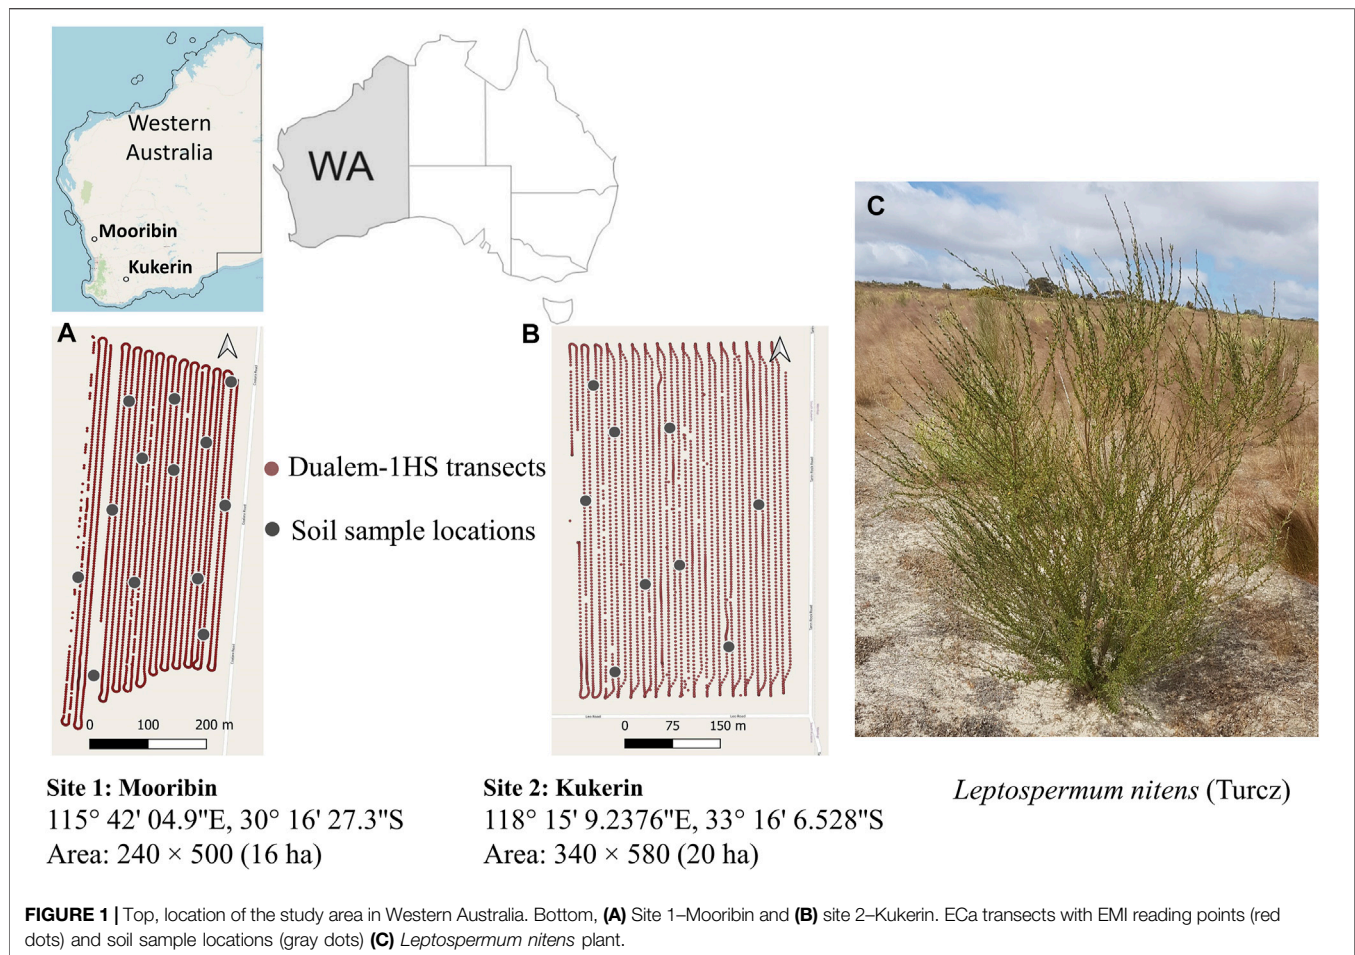 Western
Australia
Mooribin
Kukerin
WA
A
B
C
Dualem-1HS transects
Soil sample locations
0 100 200 m
0 75 150 m
Site 1: Mooribin
115° 42' 04.9"E, 30° 16' 27.3"S
Area: 240 × 500 (16 ha)
Site 2: Kukerin
118° 15' 9.2376"E, 33° 16' 6.528"S
Area: 340 × 580 (20 ha)
Leptospermum nitens (Turcz)
FIGURE 1 | Top, location of the study area in Western Australia. Bottom, (A) Site 1–Mooribin and (B) site 2–Kukerin. ECa transects with EMI reading points (red
dots) and soil sample locations (gray dots) (C) Leptospermum nitens plant.